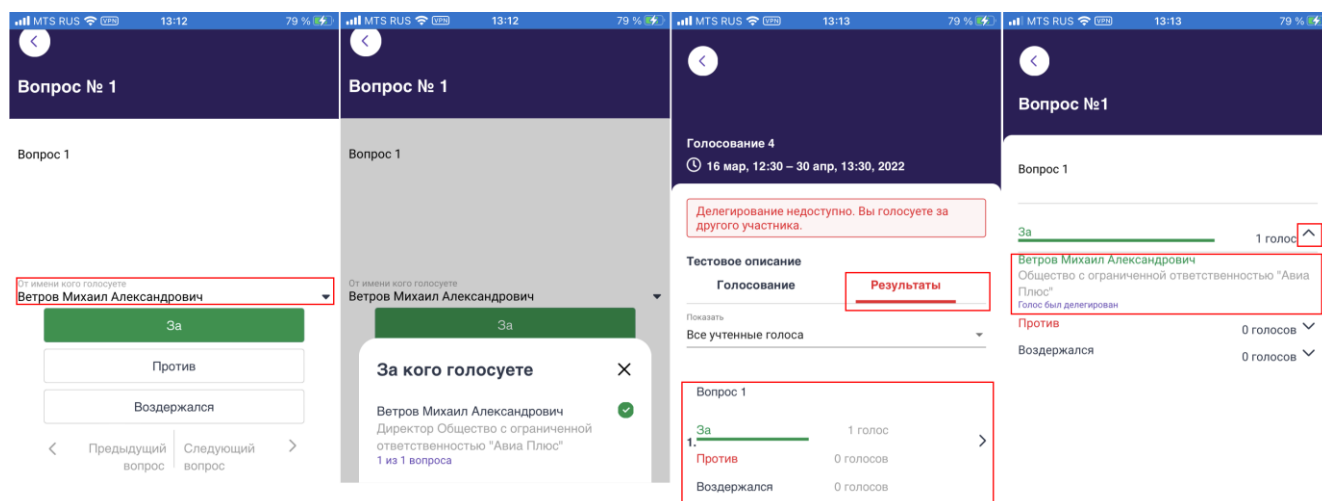 MTS RUS VPN 13:12 79 %
Вопрос № 1
Вопрос 1
От имени кого голосуете
Ветров Михаил Александрович
За
Против
Воздержался
Предыдущий
вопрос
Следующий
вопрос
MTS RUS VPN 13:12 79 %
Вопрос № 1
Вопрос 1
От имени кого голосуете
Ветров Михаил Александрович
За
За кого голосуете
Ветров Михаил Александрович
Директор Общество с ограниченной
ответственностью "Авиа Плюс"
1 из 1 вопроса
MTS RUS VPN 13:13 79 %
Голосование 4
16 мар, 12:30 – 30 апр, 13:30, 2022
Делегирование недоступно. Вы голосуете за
другого участника.
Тестовое описание
Голосование Результаты
Показать
Все учтенные голоса
Вопрос 1
1.
За 1 голос
Против 0 голосов
Воздержался 0 голосов
MTS RUS VPN 13:13 79 %
Вопрос №1
Вопрос 1
За 1 голос
Ветров Михаил Александрович
Общество с ограниченной ответственностью "Авиа
Плюс"
Голос был делегирован
Против 0 голосов
Воздержался 0 голосов